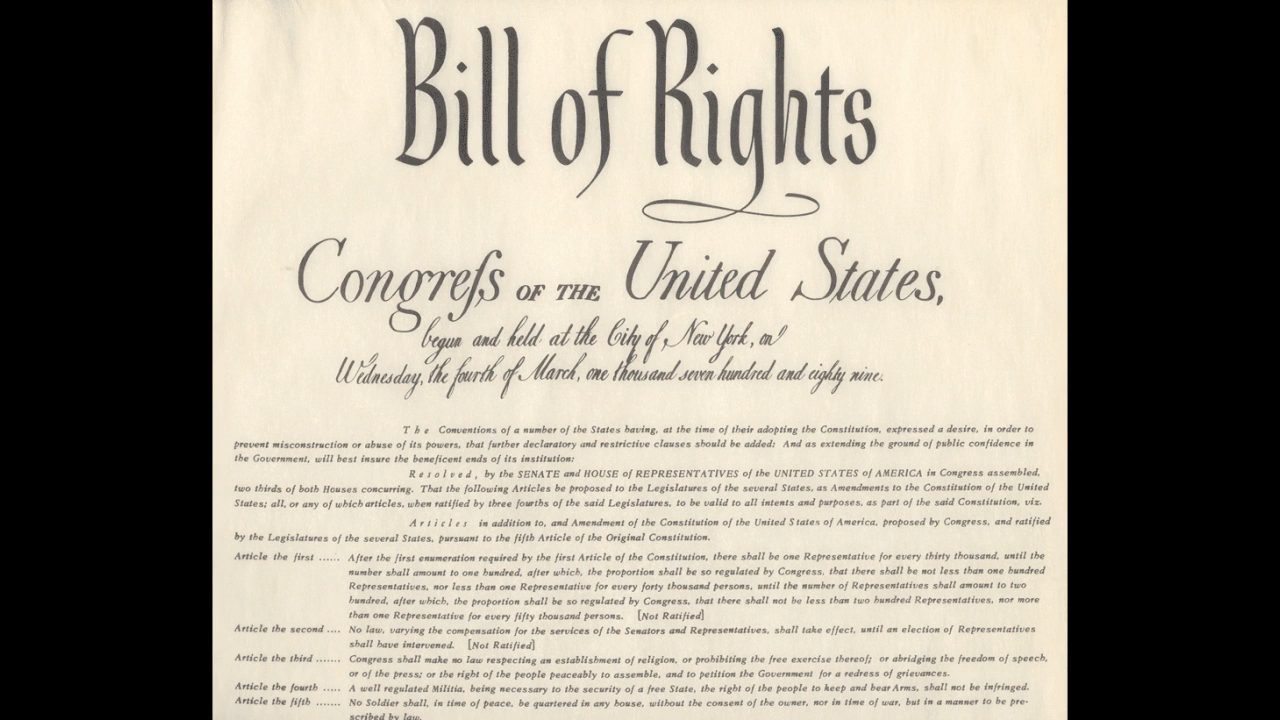 Bill of Rights
Congreſs OF THE United States,
begun and held at the City of New York, on
Wednesday, the fourth of March, one thousand seven hundred and eighty nine.
The Conventions of a number of the States having, at the time of their adopting the Constitution, expressed a desire, in order to
prevent misconstruction or abuse of its powers, that further declaratory and restrictive clauses should be added: And as extending the ground of public confidence in
the Government, will best insure the beneficent ends of its institution:
Resolved, by the SENATE and HOUSE of REPRESENTATIVES of the UNITED STATES of AMERICA in Congress assembled,
two thirds of both Houses concurring. That the following Articles be proposed to the Legislatures of the several States, as Amendments to the Constitution of the United
States; all, or any of which articles, when ratified by three fourths of the said Legislatures, to be valid to all intents and purposes, as part of the said Constitution, viz.
Articles in addition to, and Amendment of the Constitution of the United States of America, proposed by Congress, and ratified
by the Legislatures of the several States, pursuant to the fifth Article of the Original Constitution.
Article the first ...... After the first enumeration required by the first Article of the Constitution, there shall be one Representative for every thirty thousand, until the
number shall amount to one hundred, after which, the proportion shall be so regulated by Congress, that there shall be not less than one hundred
Representatives, nor less than one Representative for every forty thousand persons, until the number of Representatives shall amount to two
hundred, after which, the proportion shall be so regulated by Congress, that there shall not be less than two hundred Representatives, nor more
than one Representative for every fifty thousand persons. [Not Ratified]
Article the second .... No law, varying the compensation for the services of the Senators and Representatives, shall take effect, until an election of Representatives
shall have intervened. [Not Ratified]
Article the third ....... Congress shall make no law respecting an establishment of religion, or prohibiting the free exercise thereof; or abridging the freedom of speech,
or of the press; or the right of the people peaceably to assemble, and to petition the Government for a redress of grievances.
Article the fourth ..... A well regulated Militia, being necessary to the security of a free State, the right of the people to keep and bear Arms, shall not be infringed.
Article the fifth ....... No Soldier shall, in time of peace, be quartered in any house, without the consent of the owner, nor in time of war, but in a manner to be pre-
scribed by law.